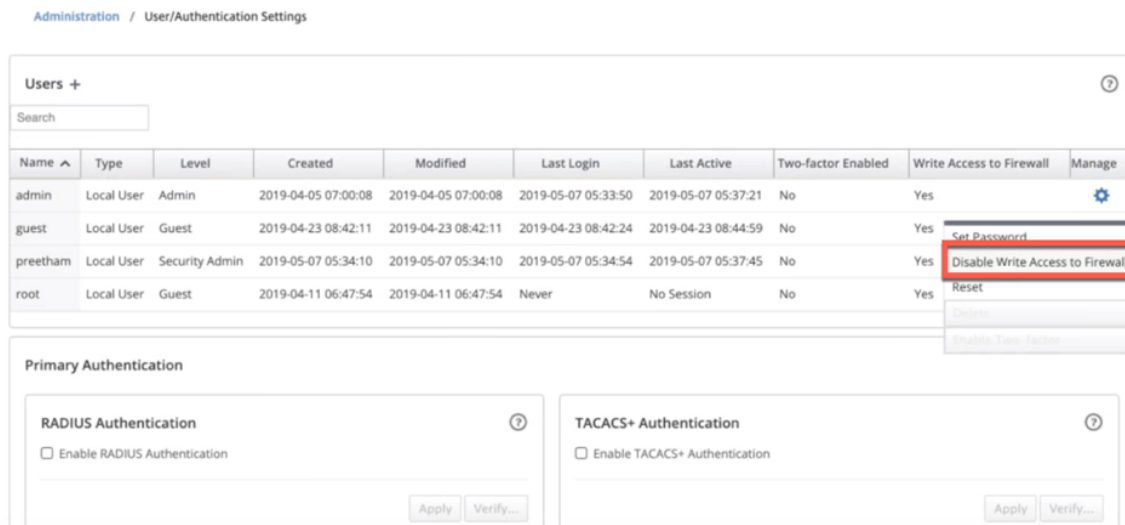 Administration / User/Authentication Settings
Users +
Search
Name Type Level Created Modified Last Login Last Active Two-factor Enabled Write Access to Firewall Manage
admin Local User Admin 2019-04-05 07:00:08 2019-04-05 07:00:08 2019-05-07 05:33:50 2019-05-07 05:37:21 No Yes
guest Local User Guest 2019-04-23 08:42:11 2019-04-23 08:42:11 2019-04-23 08:42:24 2019-04-23 08:44:59 No Yes
Set Password
preetham Local User Security Admin 2019-05-07 05:34:10 2019-05-07 05:34:10 2019-05-07 05:34:54 2019-05-07 05:37:45 No Yes
Disable Write Access to Firewal
root Local User Guest 2019-04-11 06:47:54 2019-04-11 06:47:54 Never No Session No Yes
Reset
Delete
Enable Two-factor
Primary Authentication
RADIUS Authentication
Enable RADIUS Authentication
Apply Verify...
TACACS+ Authentication
Enable TACACS+ Authentication
Apply Verify...